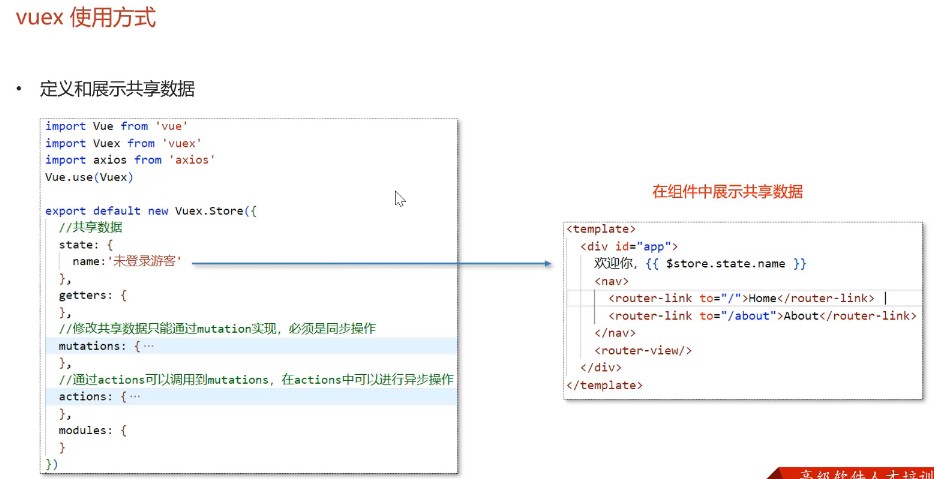 vuex 使用方式
• 定义和展示共享数据
import Vue from 'vue'
import Vuex from 'vuex'
import axios from 'axios'
Vue.use(Vuex)
export default new Vuex.Store({
//共享数据
state: {
name:'未登录游客'
},
getters: {
},
//修改共享数据只能通过mutation实现，必须是同步操作
mutations: {…
},
//通过actions可以调用到mutations，在actions中可以进行异步操作
actions: {…
},
modules: {
}
})
在组件中展示共享数据
<template>
<div id="app">
欢迎你，{{ $store.state.name }}
<nav>
<router-link to="/">Home</router-link> |
<router-link to="/about">About</router-link>
</nav>
<router-view/>
</div>
</template>
高级软件人才培训